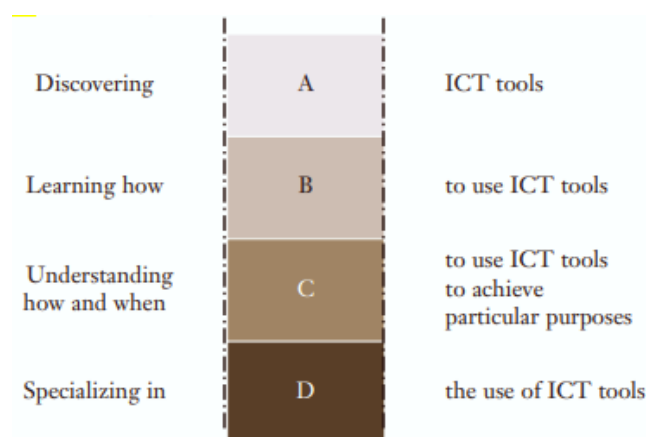 Discovering A ICT tools
Learning how B to use ICT tools
Understanding
how and when
C
to use ICT tools
to achieve
particular purposes
Specializing in D the use of ICT tools